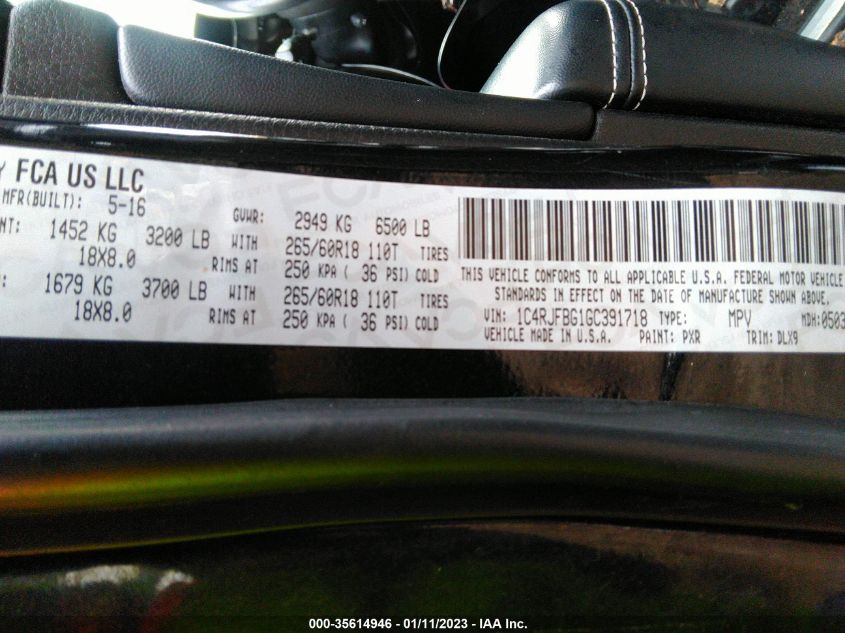 FCA US LLC
MFR(BUILT): 5-16 GVWR: 2949 KG 6500 LB
1452 KG 3200 LB WITH 265/60R18 110T TIRES
18X8.0 RIMS AT 250 KPA ( 36 PSI) COLD
1679 KG 3700 LB WITH 265/60R18 110T TIRES
18X8.0 RIMS AT 250 KPA ( 36 PSI) COLD
THIS VEHICLE CONFORMS TO ALL APPLICABLE U.S.A. FEDERAL MOTOR VEHICLE
STANDARDS IN EFFECT ON THE DATE OF MANUFACTURE SHOWN ABOVE.
VIN: 1C4RJFBG1GC391718 TYPE: MPV MDH:0503
VEHICLE MADE IN U.S.A. PAINT: PXR TRIM: DLX9
000-35614946 - 01/11/2023 - IAA Inc.